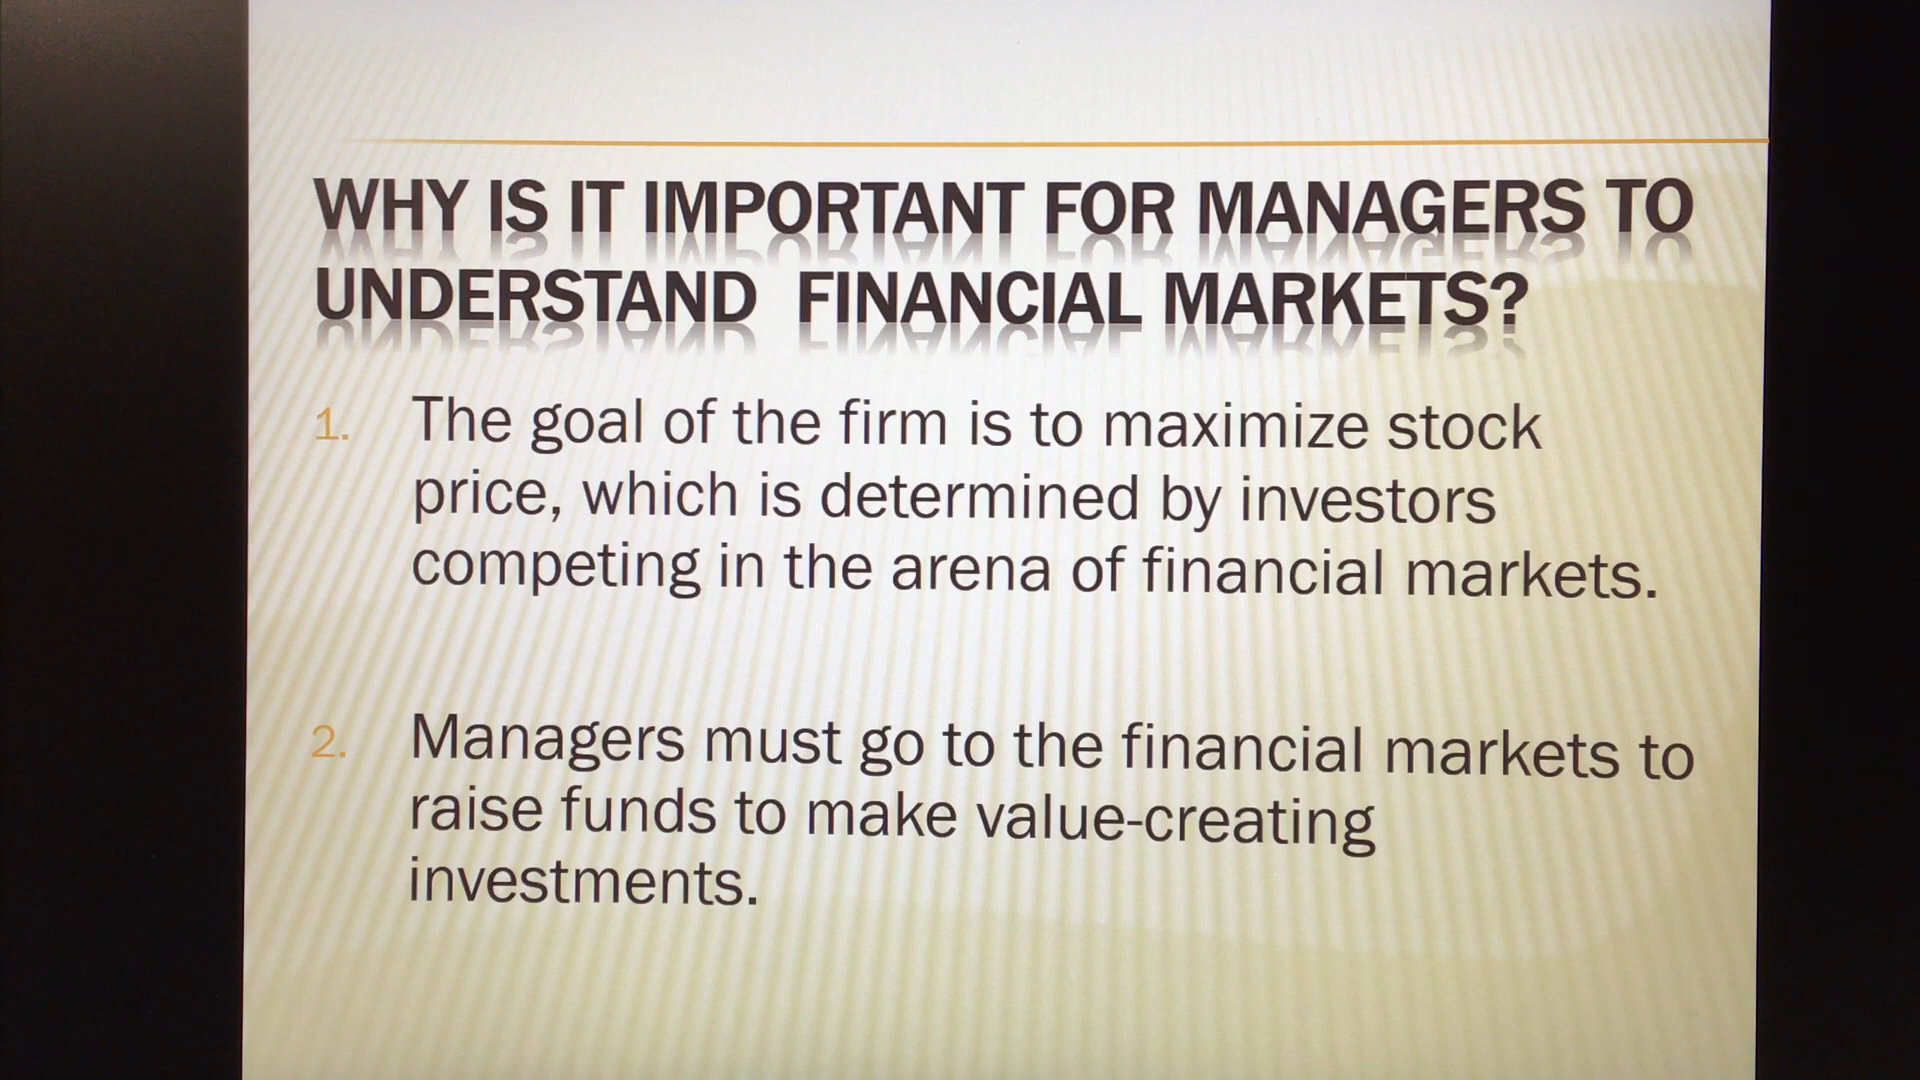 WHY IS IT IMPORTANT FOR MANAGERS TO
UNDERSTAND FINANCIAL MARKETS?
1. The goal of the firm is to maximize stock
price, which is determined by investors
competing in the arena of financial markets.
2. Managers must go to the financial markets to
raise funds to make value-creating
investments.